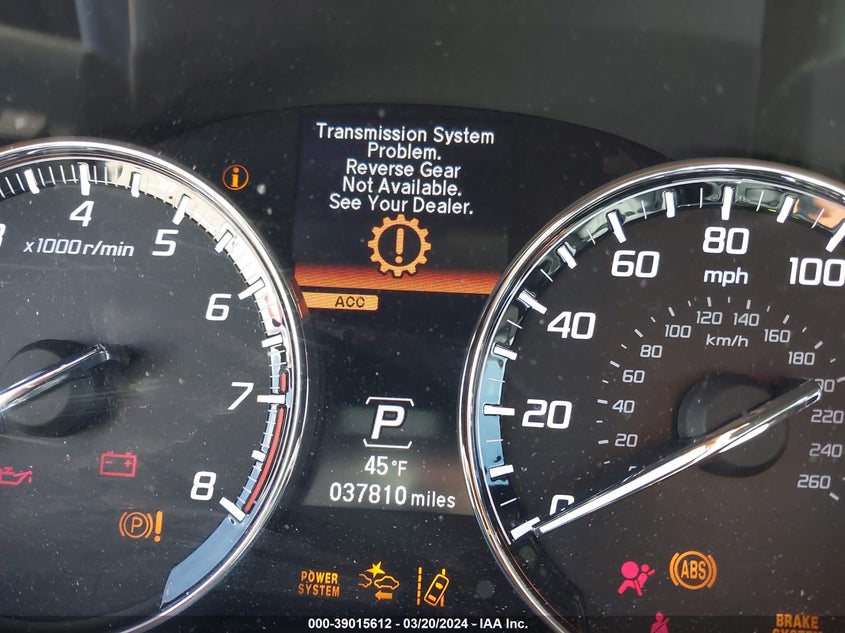 Transmission System
Problem.
Reverse Gear
Not Available.
See Your Dealer.
i
ACC
4
5
6
7
8
x1000 r/min
P
45°F
037810 miles
P
POWER
SYSTEM
0
20
40
60
80
100
mph
20
40
60
80
100
120
140
160
180
220
240
260
km/h
ABS
BRAKE
000-39015612 - 03/20/2024 - IAA Inc.